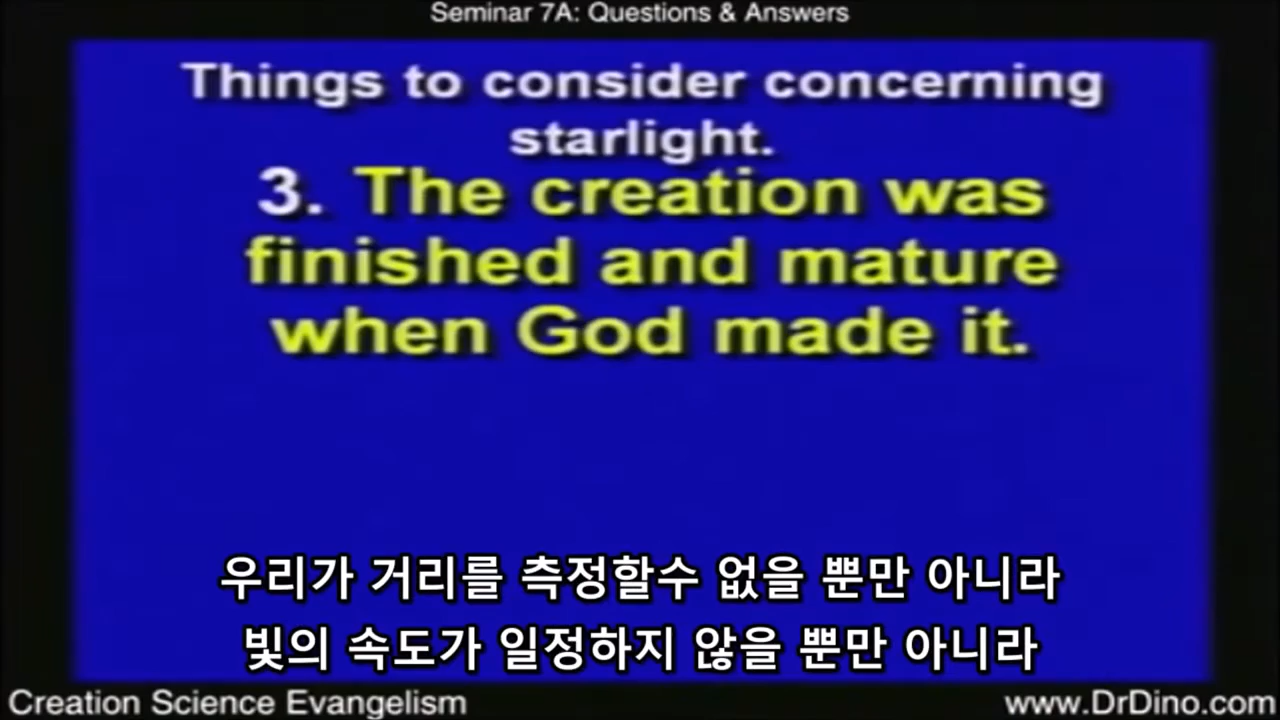 Seminar 7A: Questions & Answers
Things to consider concerning
starlight.
3. The creation was
finished and mature
when God made it.
우리가 거리를 측정할수 없을 뿐만 아니라
빛의 속도가 일정하지 않을 뿐만 아니라
Creation Science Evangelism
www.DrDino.com